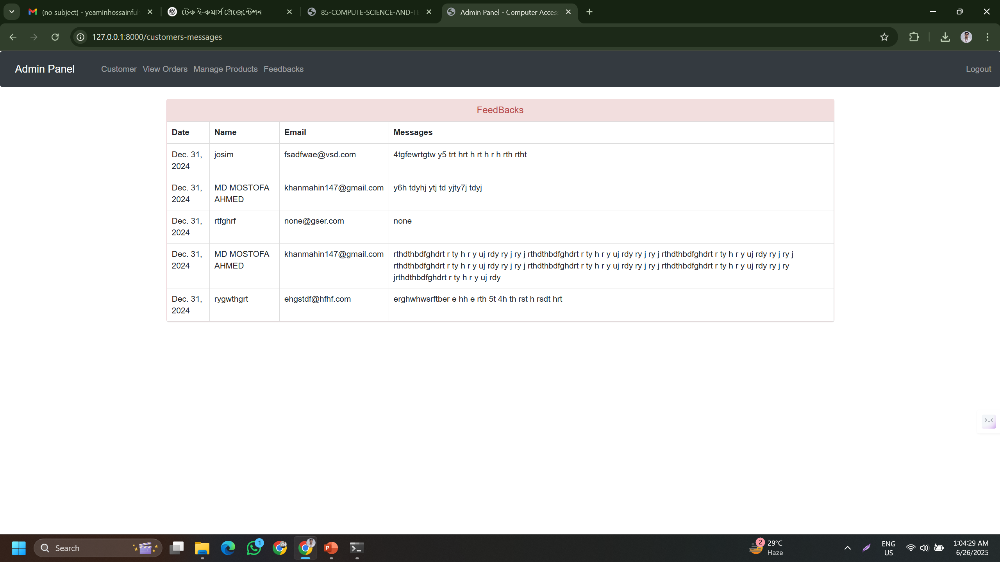 (no subject) - yeaminhossainfuh
টেক ই-কমার্স প্রেজেন্টেশন
85-COMPUTE-SCIENCE-AND-TE
Admin Panel - Computer Acces
127.0.0.1:8000/customers-messages
Admin Panel
Customer View Orders Manage Products Feedbacks
Logout
FeedBacks
Date Name Email Messages
Dec. 31, josim fsadfwae@vsd.com 4tgfewrtgtw y5 trt hrt h rt h r h rth rtht
2024
Dec. 31, MD MOSTOFA khanmahin147@gmail.com y6h tdyhj ytj td yjty7j tdyj
2024 AHMED
Dec. 31, rtfghrf none@gser.com none
2024
Dec. 31, MD MOSTOFA khanmahin147@gmail.com rthdthbdfghdrt r ty h r y uj rdy ry j ry j rthdthbdfghdrt r ty h r y uj rdy ry j ry j rthdthbdfghdrt r ty h r y uj rdy ry j ry j
2024 AHMED rthdthbdfghdrt r ty h r y uj rdy ry j ry j rthdthbdfghdrt r ty h r y uj rdy ry j ry j rthdthbdfghdrt r ty h r y uj rdy ry j ry
jrthdthbdfghdrt r ty h r y uj rdy
Dec. 31, rygwthgrt ehgstdf@hfhf.com erghwhwsrftber e hh e rth 5t 4h th rst h rsdt hrt
2024
Search
1
P
2
29°C
Haze
ENG
US
1:04:29 AM
6/26/2025